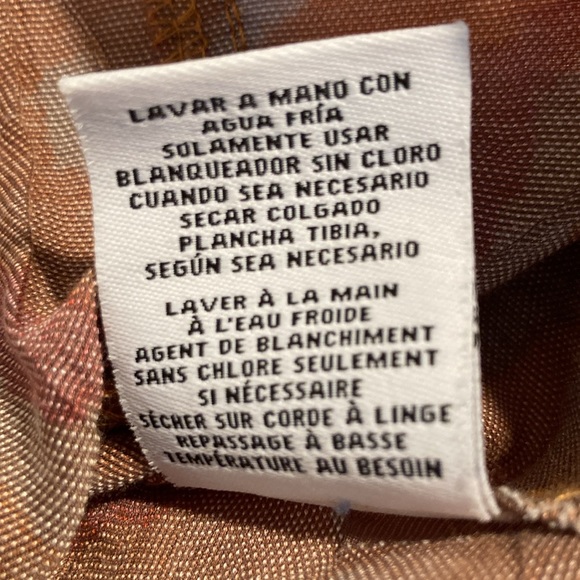 LAVAR A MANO CON
AGUA FRÍA
SOLAMENTE USAR
BLANQUEADOR SIN CLORO
CUANDO SEA NECESARIO
SECAR COLGADO
PLANCHA TIBIA,
SEGÚN SEA NECESARIO
LAVER À LA MAIN
À L'EAU FROIDE
AGENT DE BLANCHIMENT
SANS CHLORE SEULEMENT
SI NÉCESSAIRE
SÉCHER SUR CORDE À LINGE
REPASSAGE À BASSE
TEMPÉRATURE AU BESOIN